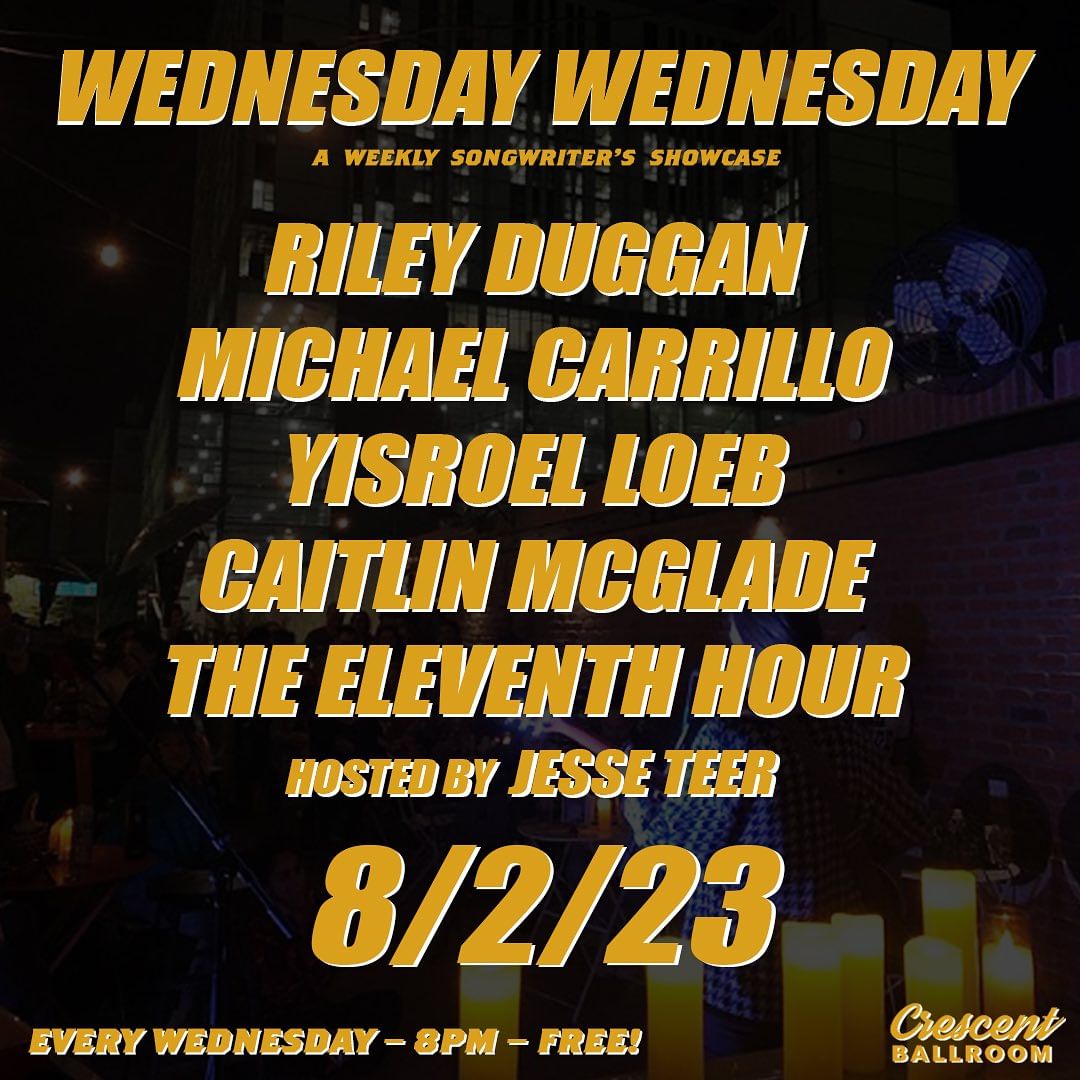 WEDNESDAY WEDNESDAY
A WEEKLY SONGWRITER'S SHOWCASE
RILEY DUGGAN
MICHAEL CARRILLO
YISROEL LOEB
CAITLIN MCGLADE
THE ELEVENTH HOUR
HOSTED BY JESSE TEER
8/2/23
EVERY WEDNESDAY – 8PM – FREE!
Crescent
BALLROOM